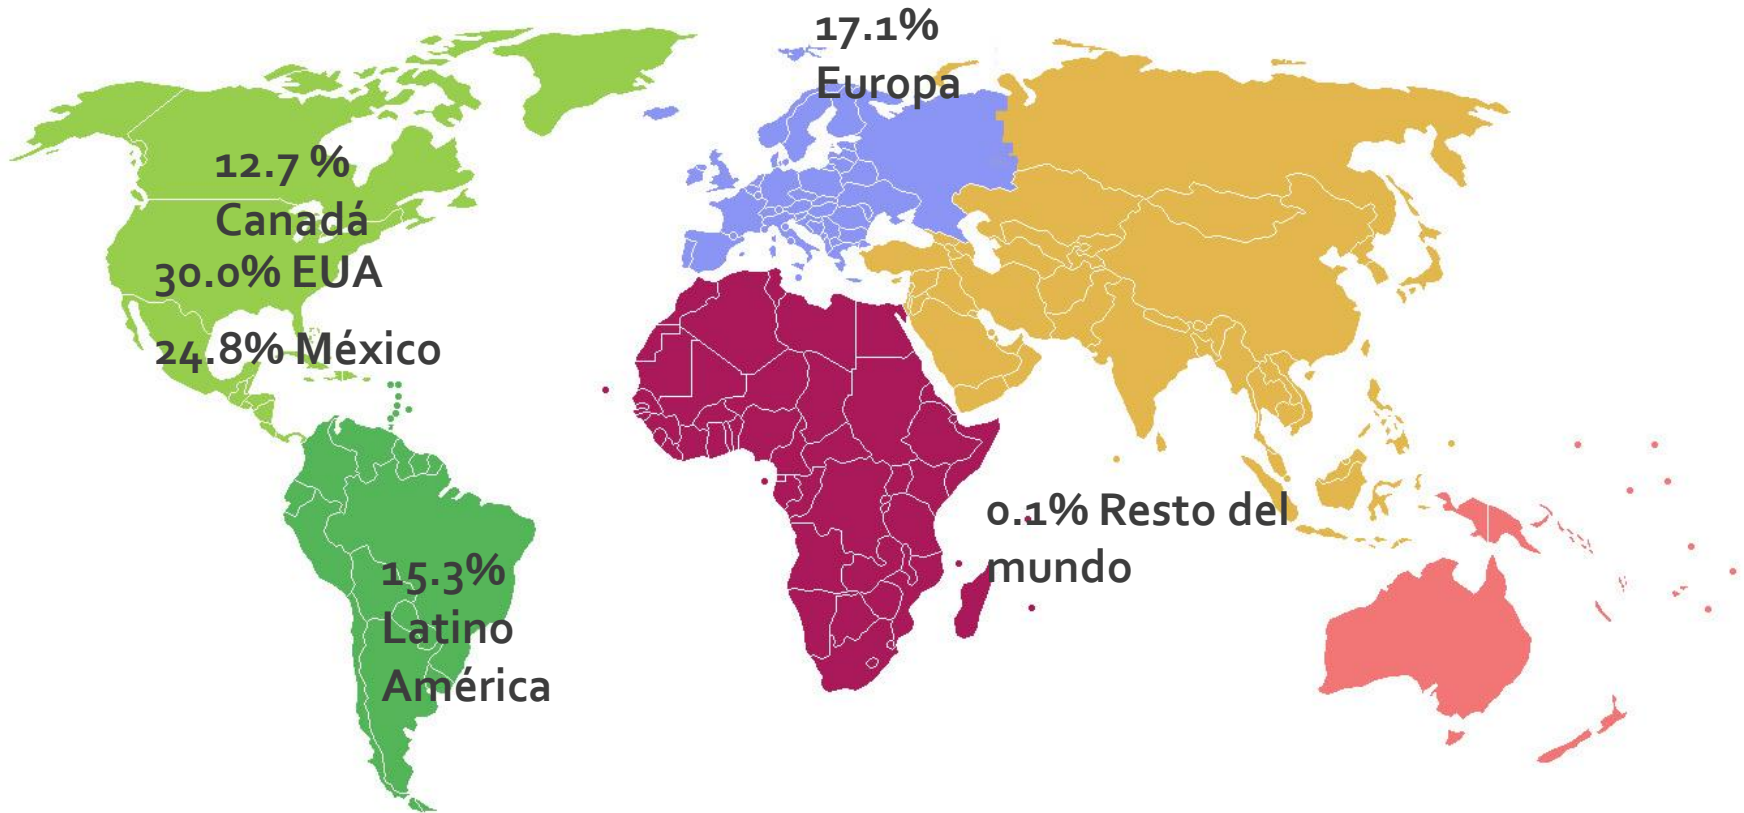 17.1%
Europa
12.7 %
Canadá
30.0% EUA
24.8% México
0.1% Resto del
mundo
15.3%
Latino
América